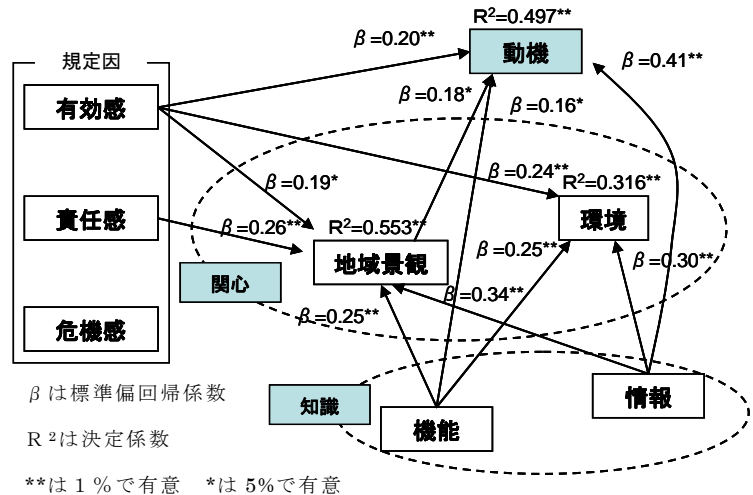 R²=0.497**
動機
β=0.20**
β=0.41**
規定因
有効感
β=0.18*
β=0.16*
β=0.24**
R²=0.316**
β=0.19*
責任感
β=0.26**
R²=0.553**
環境
地域景観
β=0.25**
β=0.30**
関心
β=0.34**
β=0.25**
危機感
βは標準偏回帰係数
知識
情報
機能
R²は決定係数
**は1％で有意 *は5%で有意